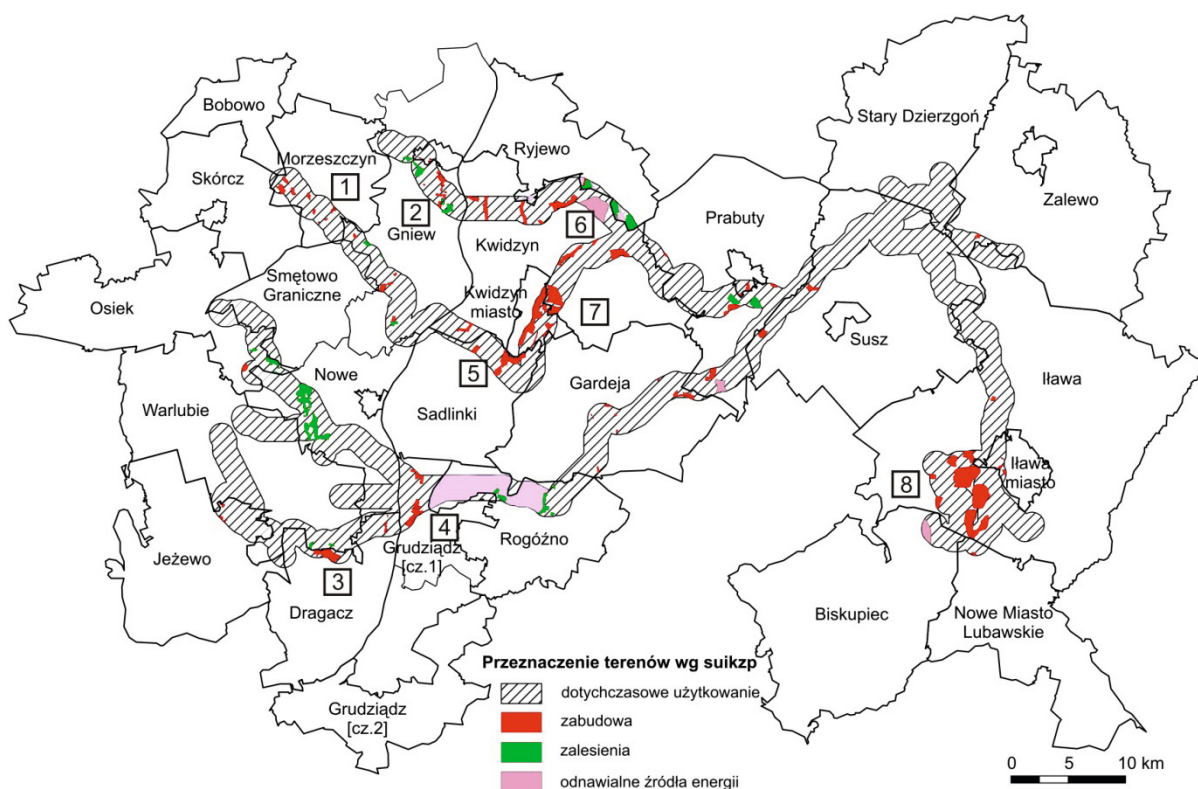 Bobowo
Stary Dzierzgoń
Ryjewo
Morzeszczyn
Skórcz
1
Zalewo
2
Gniew
6
Prabuty
Kwidzyn
Smętowo
Graniczne
Osiek
Kwidzyn
miasto
7
Susz
Nowe
5
Gardeja
Iława
Warlubie
Sadlinki
8
Iława
miasto
4
Jeżewo
Grudziądz
[cz.1]
Rogóźno
3
Dragacz
Biskupiec
Nowe Miasto
Lubawskie
Przeznaczenie terenów wg suikzp
dotychczasowe użytkowanie
zabudowa
zalesienia
odnawialne źródła energii
Grudziądz
[cz.2]
0 5 10 km